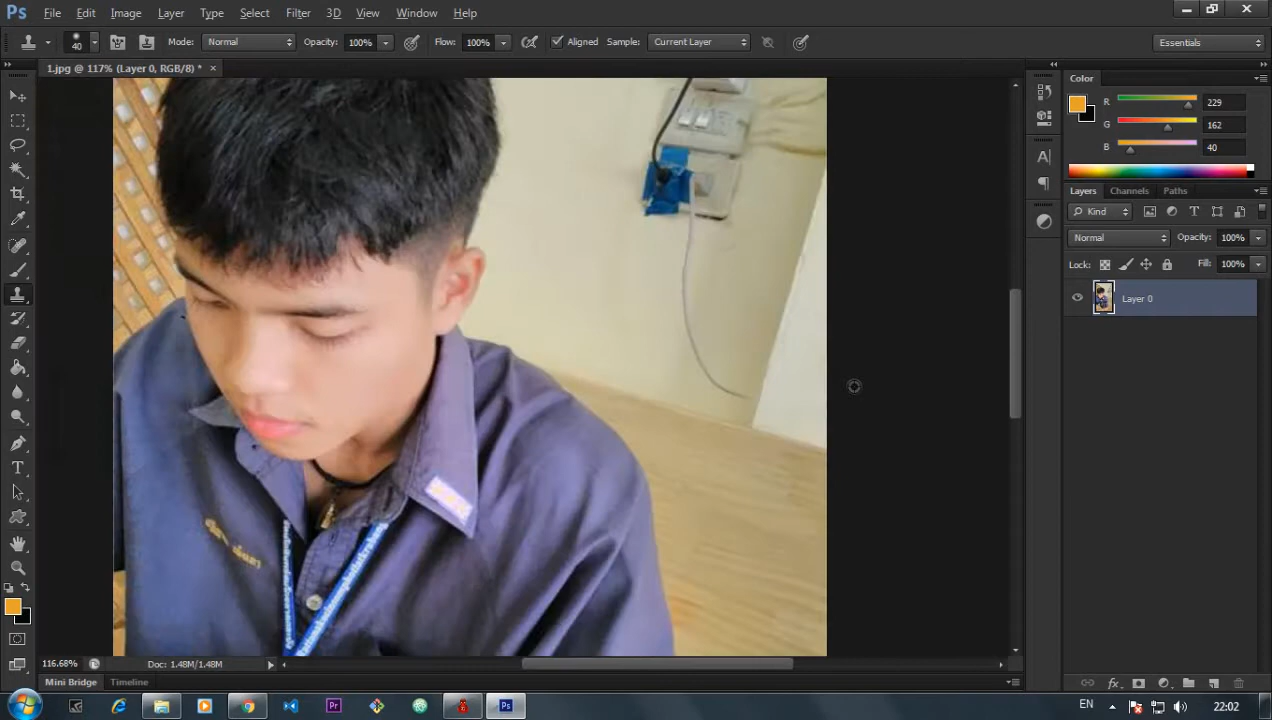 Ps File Edit Image Layer Type Select Filter 3D View Window Help
40 Mode: Normal Opacity: 100% Flow: 100% Aligned Sample: Current Layer Essentials
1.jpg @ 117% (Layer 0, RGB/8) * ×
Color
R 229
G 162
B 40
Layers Channels Paths
Kind
Normal Opacity: 100%
Lock: Fill: 100%
Layer 0
116.68% Doc: 1.48M/1.48M
Mini Bridge Timeline
EN 22:02